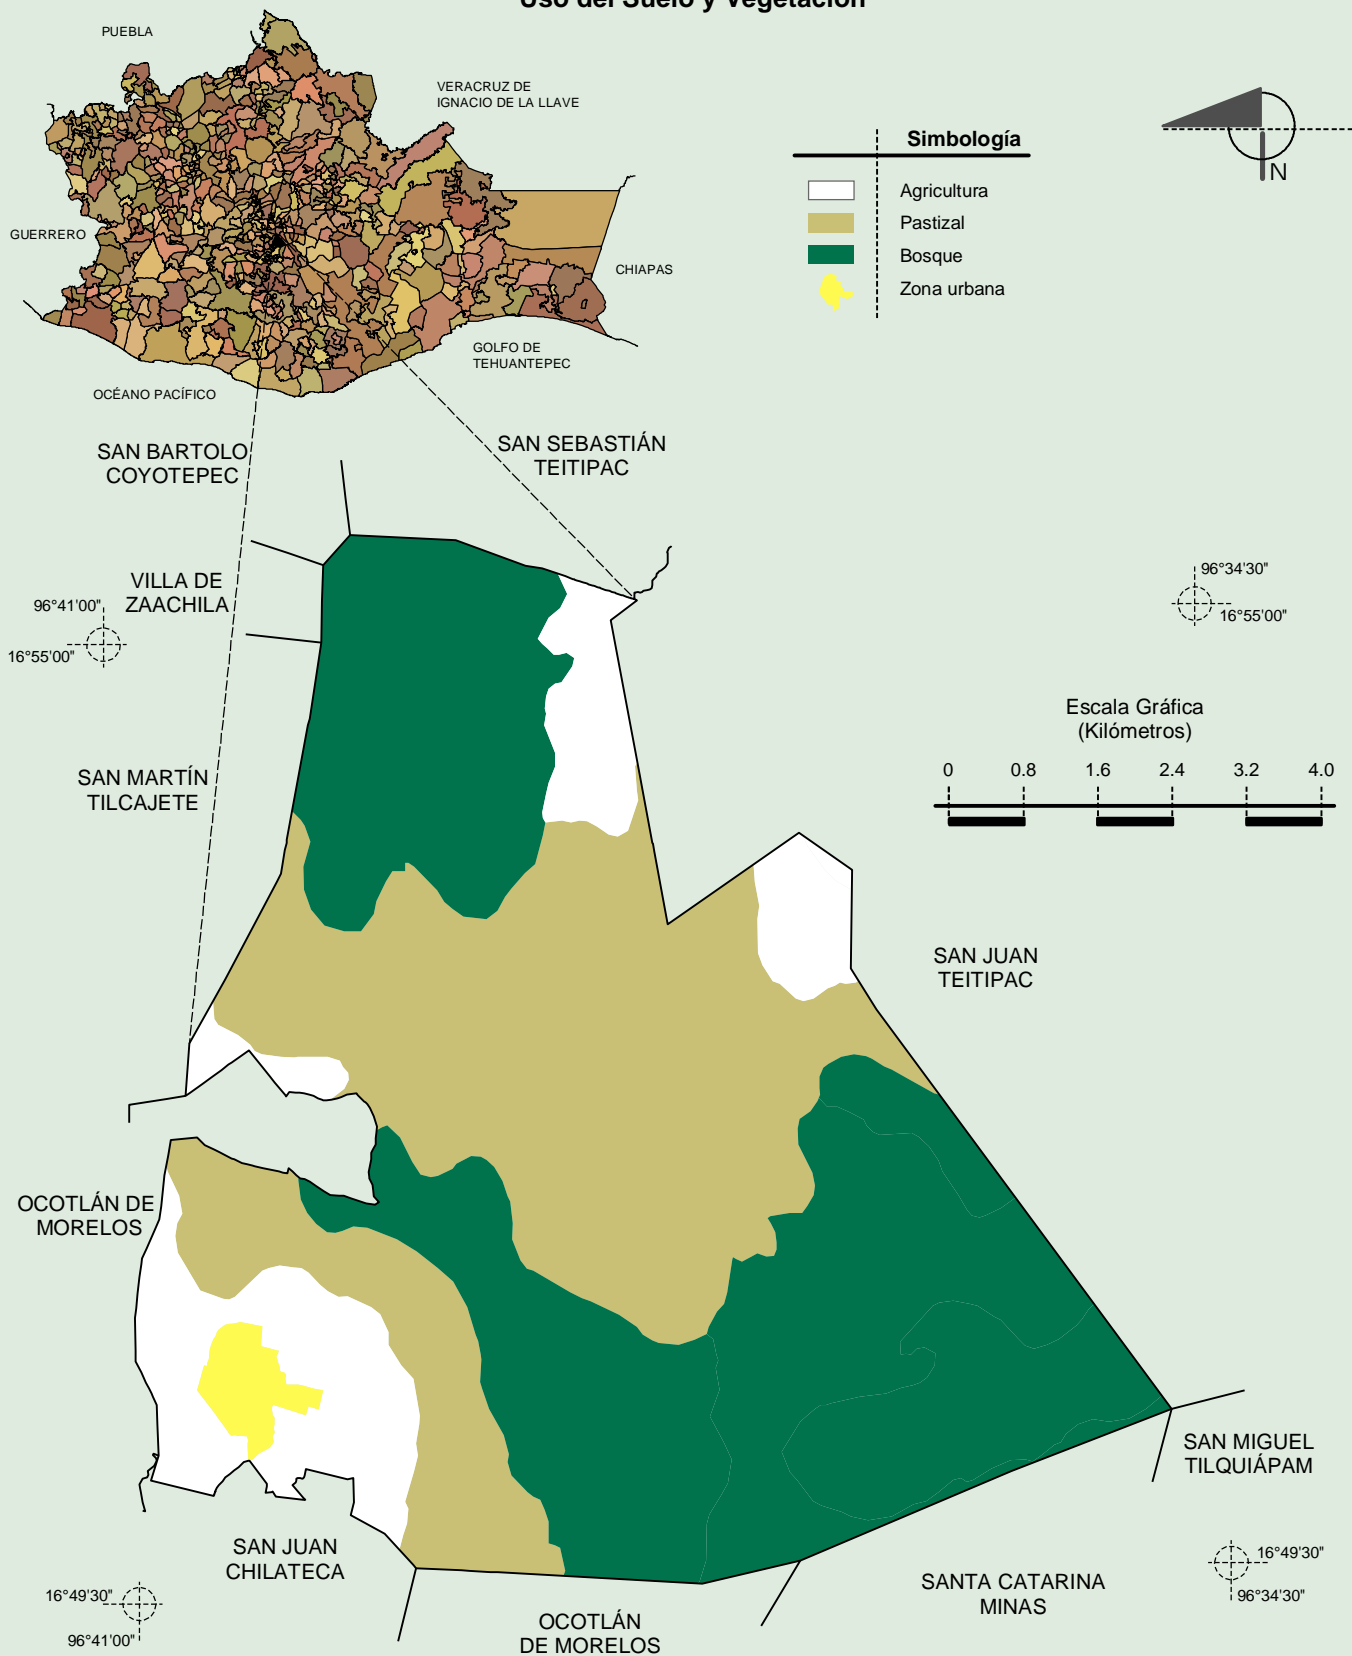 Uso del Suelo y Vegetación
PUEBLA
VERACRUZ DE
IGNACIO DE LA LLAVE
GUERRERO
CHIAPAS
GOLFO DE
TEHUANTEPEC
OCÉANO PACÍFICO
Simbología
Agricultura
Pastizal
Bosque
Zona urbana
N
SAN BARTOLO
COYOTEPEC
SAN SEBASTIÁN
TEITIPAC
VILLA DE
ZAACHILA
96°41'00"
16°55'00"
96°34'30"
16°55'00"
Escala Gráfica
(Kilómetros)
0 0.8 1.6 2.4 3.2 4.0
SAN MARTÍN
TILCAJETE
SAN JUAN
TEITIPAC
OCOTLÁN DE
MORELOS
SAN MIGUEL
TILQUIÁPAM
SAN JUAN
CHILATECA
SANTA CATARINA
MINAS
OCOTLÁN
DE MORELOS
16°49'30"
96°41'00"
16°49'30"
96°34'30"